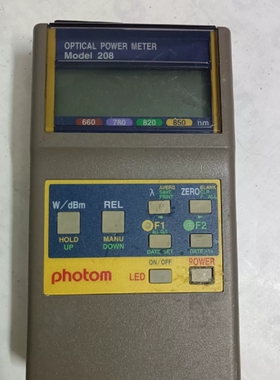 OPTICAL POWER METER
Model 208
660 780 820 850 nm
W/dBm REL λ ZERO
HOLD MANU F1 F2
UP DOWN
photom LED ON/OFF POWER